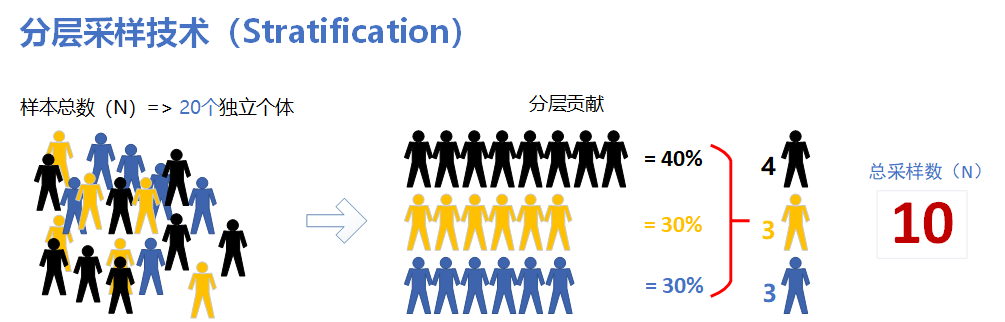 分层采样技术（Stratification）
样本总数（N）=> 20个独立个体
分层贡献
= 40%
4
总采样数（N）
10
= 30%
3
= 30%
3